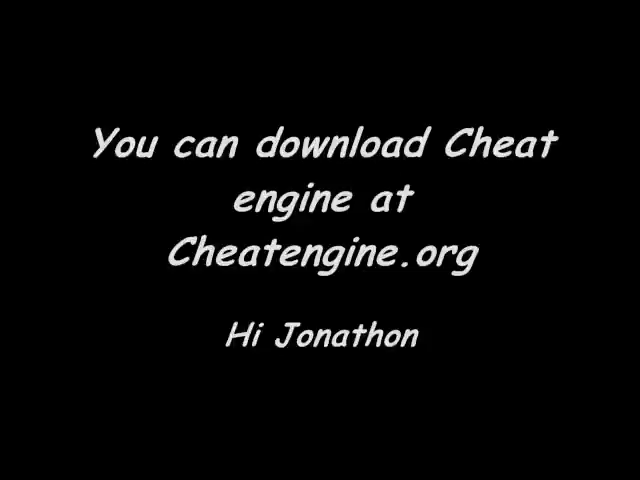 You can download Cheat
engine at
Cheatengine.org
Hi Jonathon